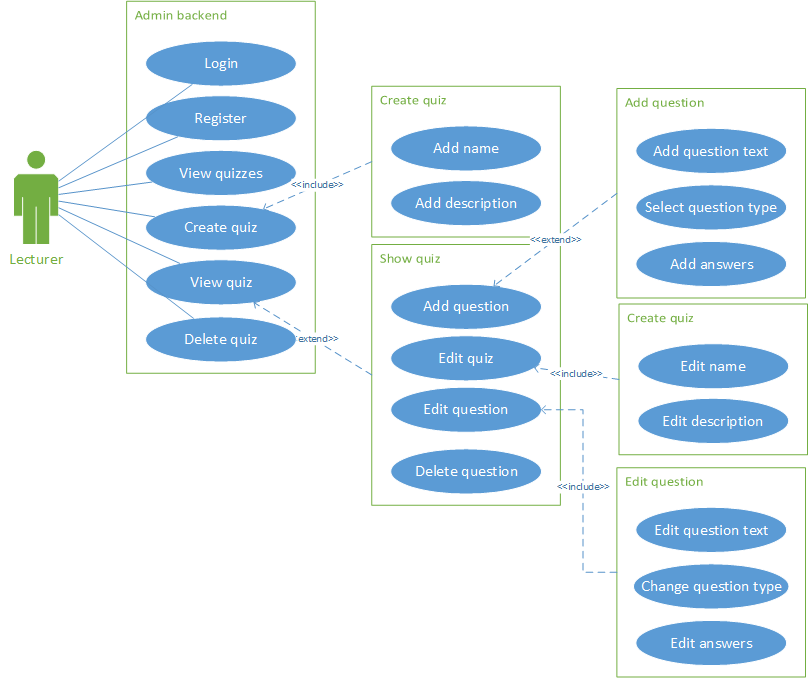 Admin backend
Login
Register
View quizzes
Create quiz
View quiz
Delete quiz
Lecturer
<<include>>
extend>>
Create quiz
Add name
Add description
Show quiz
Add question
Edit quiz
Edit question
Delete question
<<extend>>
<<include>>
<<include>>
Add question
Add question text
Select question type
Add answers
Create quiz
Edit name
Edit description
Edit question
Edit question text
Change question type
Edit answers